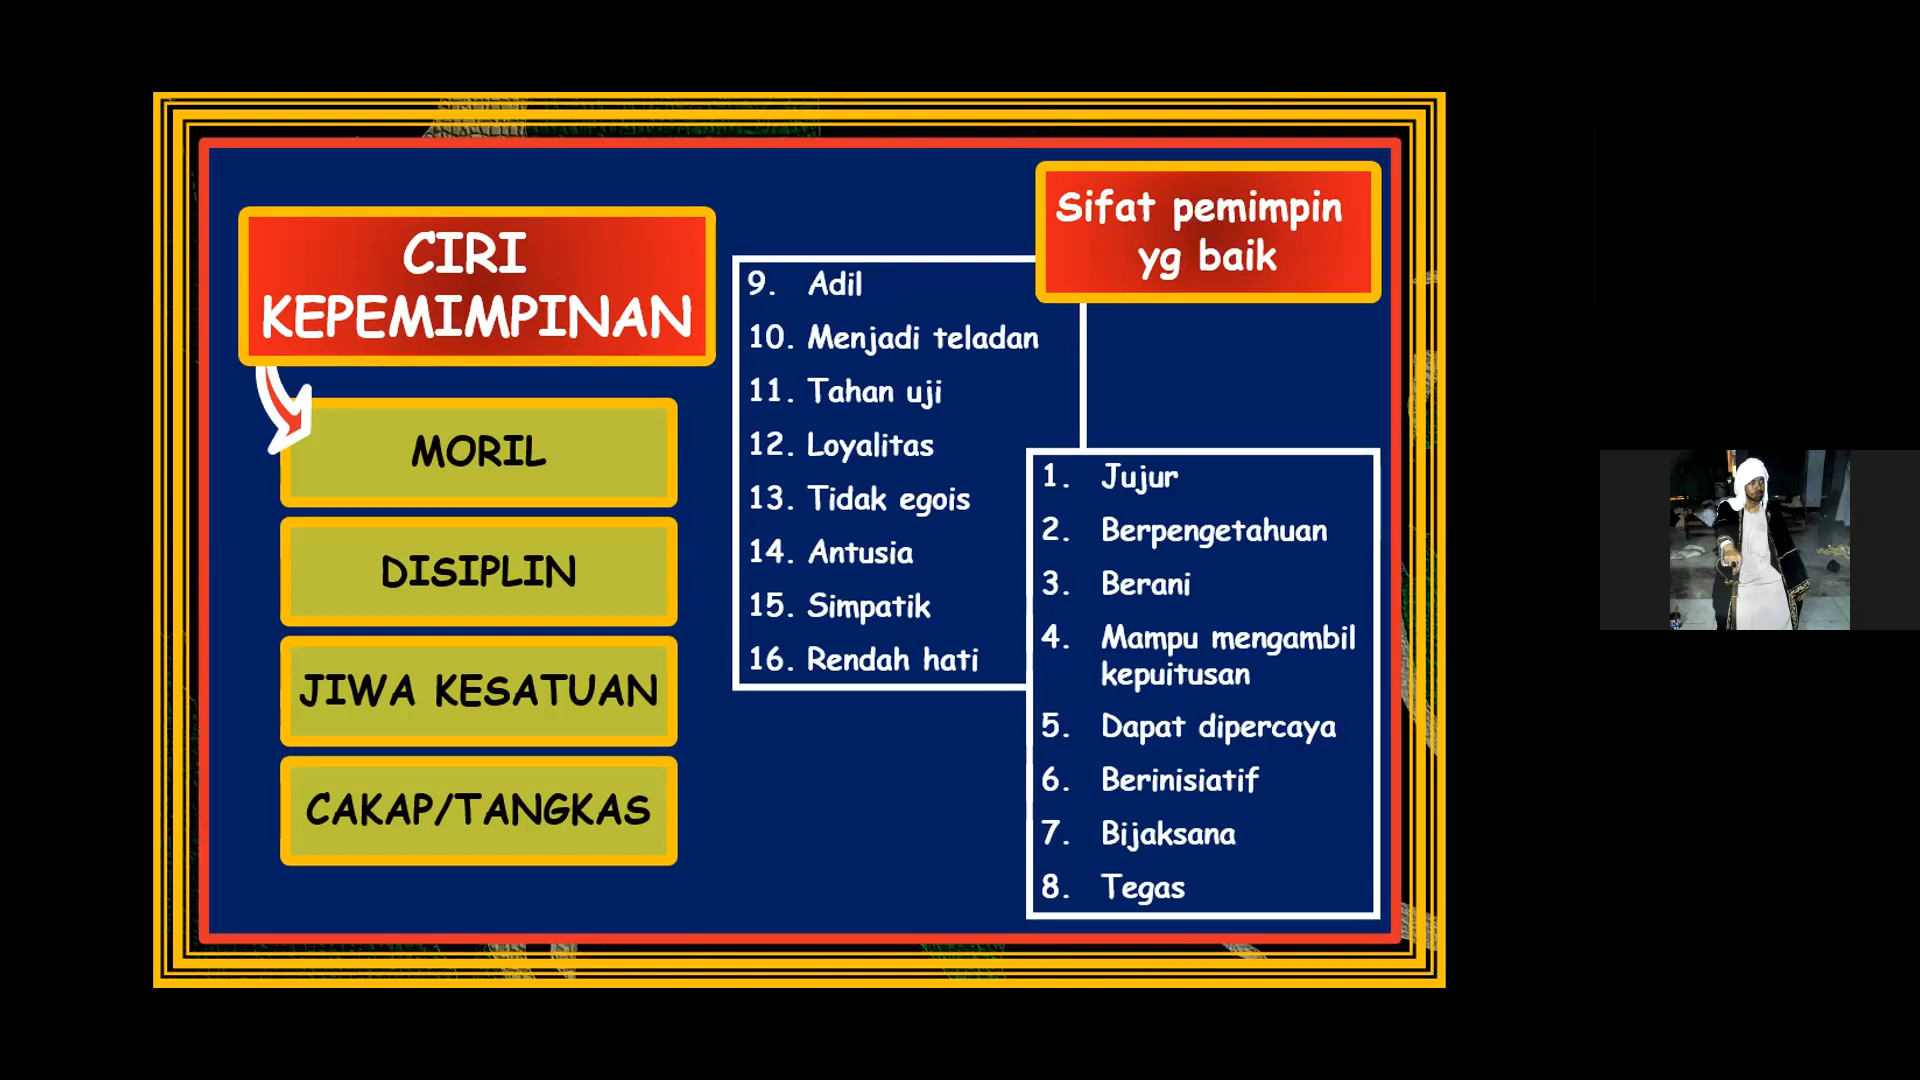 CIRI
KEPEMIMPINAN
MORIL
DISIPLIN
JIWA KESATUAN
CAKAP/TANGKAS
Sifat pemimpin
yg baik
1. Jujur
2. Berpengetahuan
3. Berani
4. Mampu mengambil
kepuitusan
5. Dapat dipercaya
6. Berinisiatif
7. Bijaksana
8. Tegas
9. Adil
10. Menjadi teladan
11. Tahan uji
12. Loyalitas
13. Tidak egois
14. Antusia
15. Simpatik
16. Rendah hati